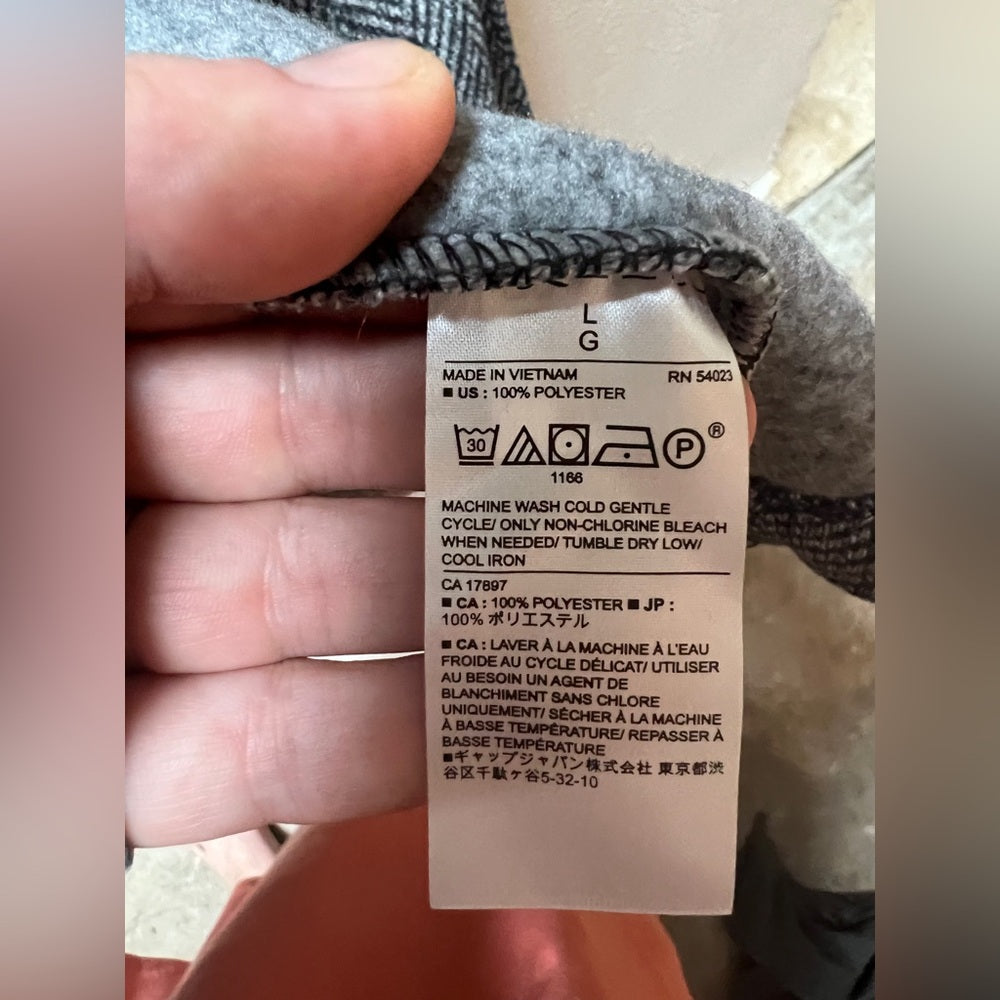 L
G
MADE IN VIETNAM RN 54023
■ US : 100% POLYESTER
30 P ®
1166
MACHINE WASH COLD GENTLE
CYCLE/ ONLY NON-CHLORINE BLEACH
WHEN NEEDED/ TUMBLE DRY LOW/
COOL IRON
CA 17897
■ CA : 100% POLYESTER ■ JP :
100% ポリエステル
■ CA : LAVER À LA MACHINE À L'EAU
FROIDE AU CYCLE DÉLICAT/ UTILISER
AU BESOIN UN AGENT DE
BLANCHIMENT SANS CHLORE
UNIQUEMENT/ SÉCHER À LA MACHINE
À BASSE TEMPÉRATURE/ REPASSER À
BASSE TEMPÉRATURE
■ギャップジャパン株式会社 東京都渋
谷区千駄ヶ谷5-32-10